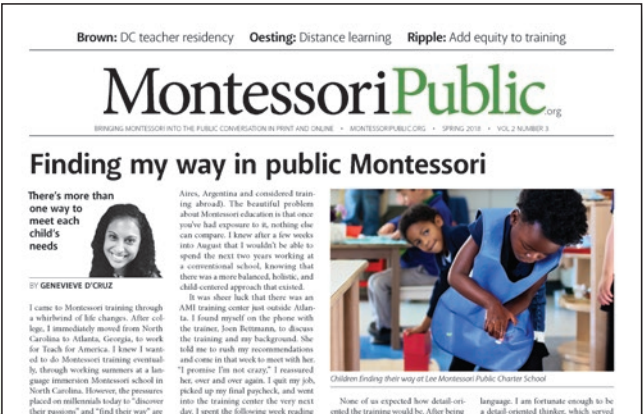 Brown: DC teacher residency Oesting: Distance learning Ripple: Add equity to training
MontessoriPublic.org
BRINGING MONTESSORI INTO THE PUBLIC CONVERSATION IN PRINT AND ONLINE • MONTESSORIPUBLIC.ORG • SPRING 2018 • VOL 2 NUMBER 3
Finding my way in public Montessori
There's more than
one way to
meet each
child's
needs
BY GENEVIEVE D'CRUZ
I came to Montessori training through
a whirlwind of life changes. After col-
lege, I immediately moved from North
Carolina to Atlanta, Georgia, to work
for Teach for America. I knew I want-
ed to do Montessori training eventual-
ly, through working summers at a lan-
guage immersion Montessori school in
North Carolina. However, the pressures
placed on millennials today to "discover
their passions" and "find their way" are
Aires, Argentina and considered train-
ing abroad). The beautiful problem
about Montessori education is that once
you've had exposure to it, nothing else
can compare. I knew after a few weeks
into August that I wouldn't be able to
spend the next two years working at
a conventional school, knowing that
there was a more balanced, holistic, and
child-centered approach that existed.
It was sheer luck that there was an
AMI training center just outside Atlan-
ta. I found myself on the phone with
the trainer, Joen Bettmann, to discuss
the training and my background. She
told me to rush my recommendations
and come in that week to meet with her.
"I promise I'm not crazy," I reassured
her, over and over again. I quit my job,
picked up my final paycheck, and went
into the training center the very next
day. I spent the following week reading
Children finding their way at Lee Montessori Public Charter School
None of us expected how detail-ori-
ented the training would be. After being
language. I am fortunate enough to be
a detail-oriented thinker, which served